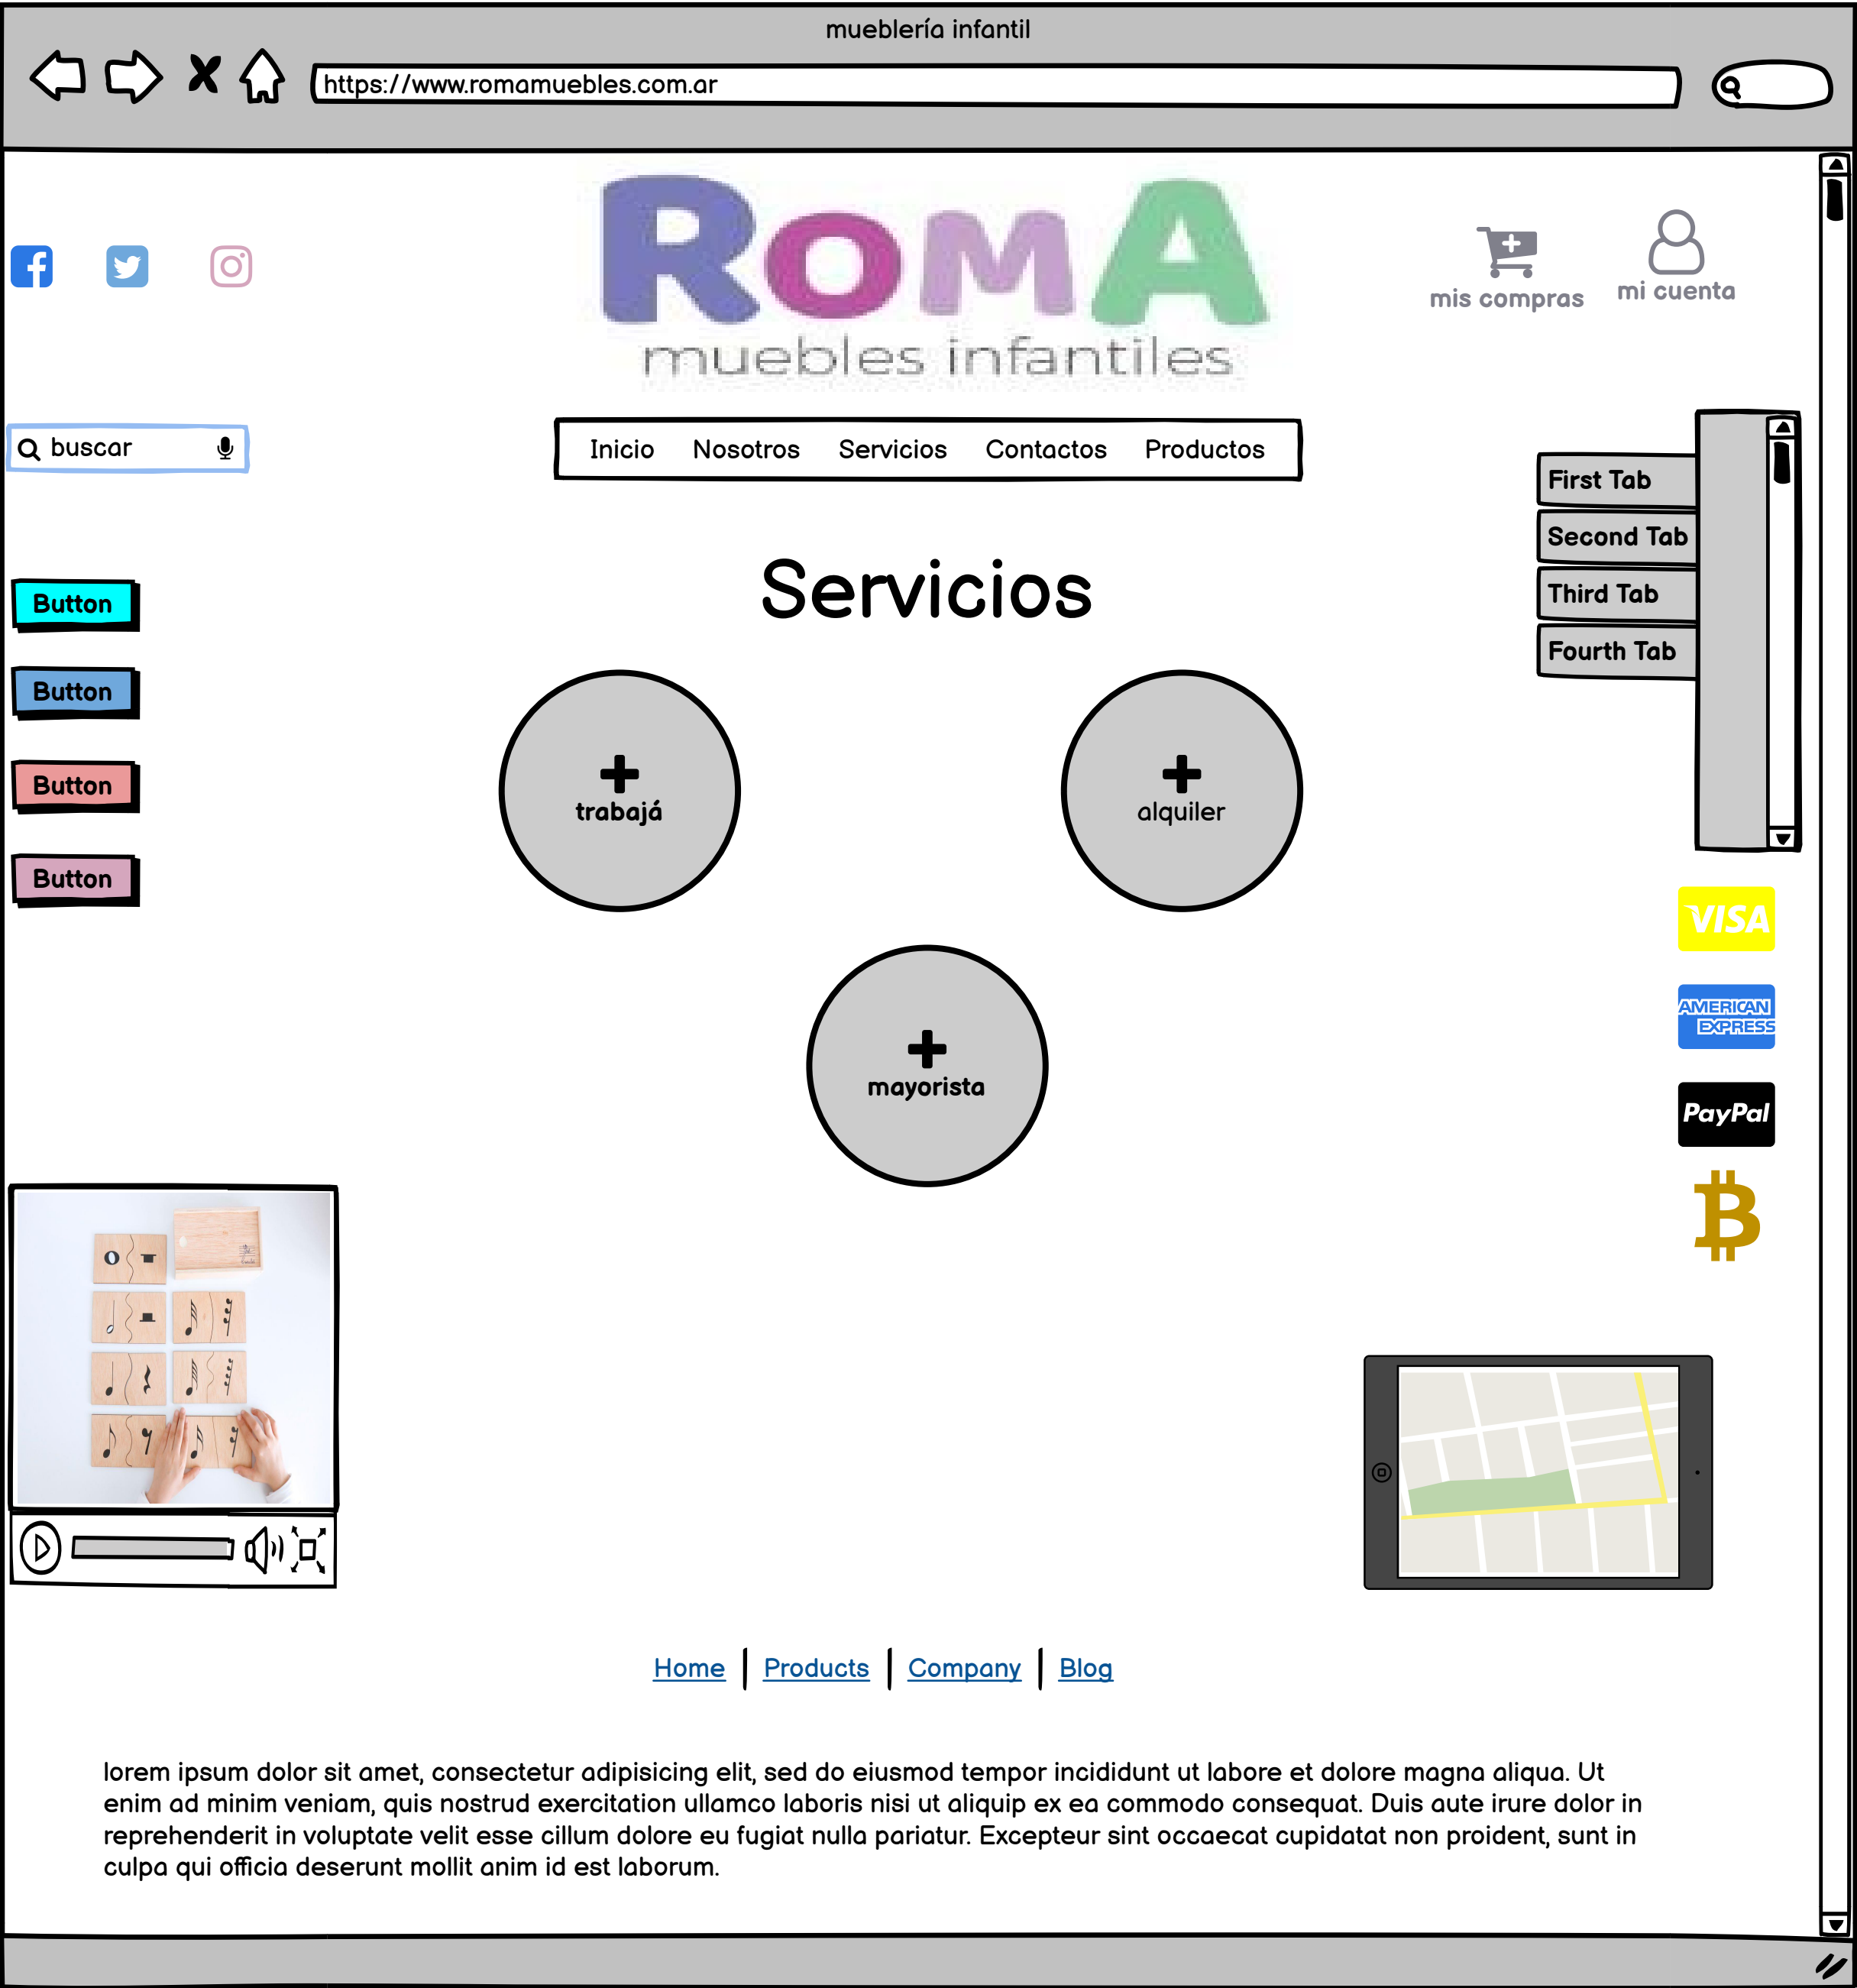 mueblería infantil
https://www.romamuebles.com.ar
RomA
muebles infantiles
mis compras
mi cuenta
buscar
Inicio Nosotros Servicios Contactos Productos
First Tab
Second Tab
Third Tab
Fourth Tab
Servicios
Button
Button
Button
Button
trabajá
alquiler
mayorista
VISA
AMERICAN
EXPRESS
PayPal
Home Products Company Blog
lorem ipsum dolor sit amet, consectetur adipisicing elit, sed do eiusmod tempor incididunt ut labore et dolore magna aliqua. Ut
enim ad minim veniam, quis nostrud exercitation ullamco laboris nisi ut aliquip ex ea commodo consequat. Duis aute irure dolor in
reprehenderit in voluptate velit esse cillum dolore eu fugiat nulla pariatur. Excepteur sint occaecat cupidatat non proident, sunt in
culpa qui officia deserunt mollit anim id est laborum.